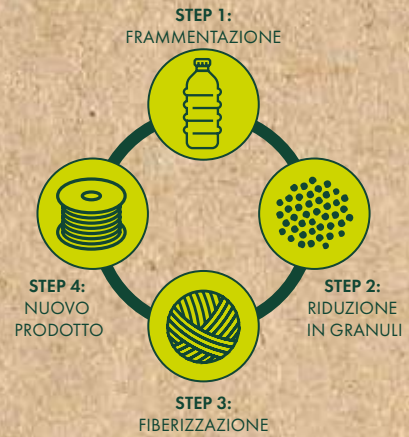 STEP 1:
FRAMMENTAZIONE
STEP 2:
RIDUZIONE
IN GRANULI
STEP 3:
FIBERIZZAZIONE
STEP 4:
NUOVO
PRODOTTO